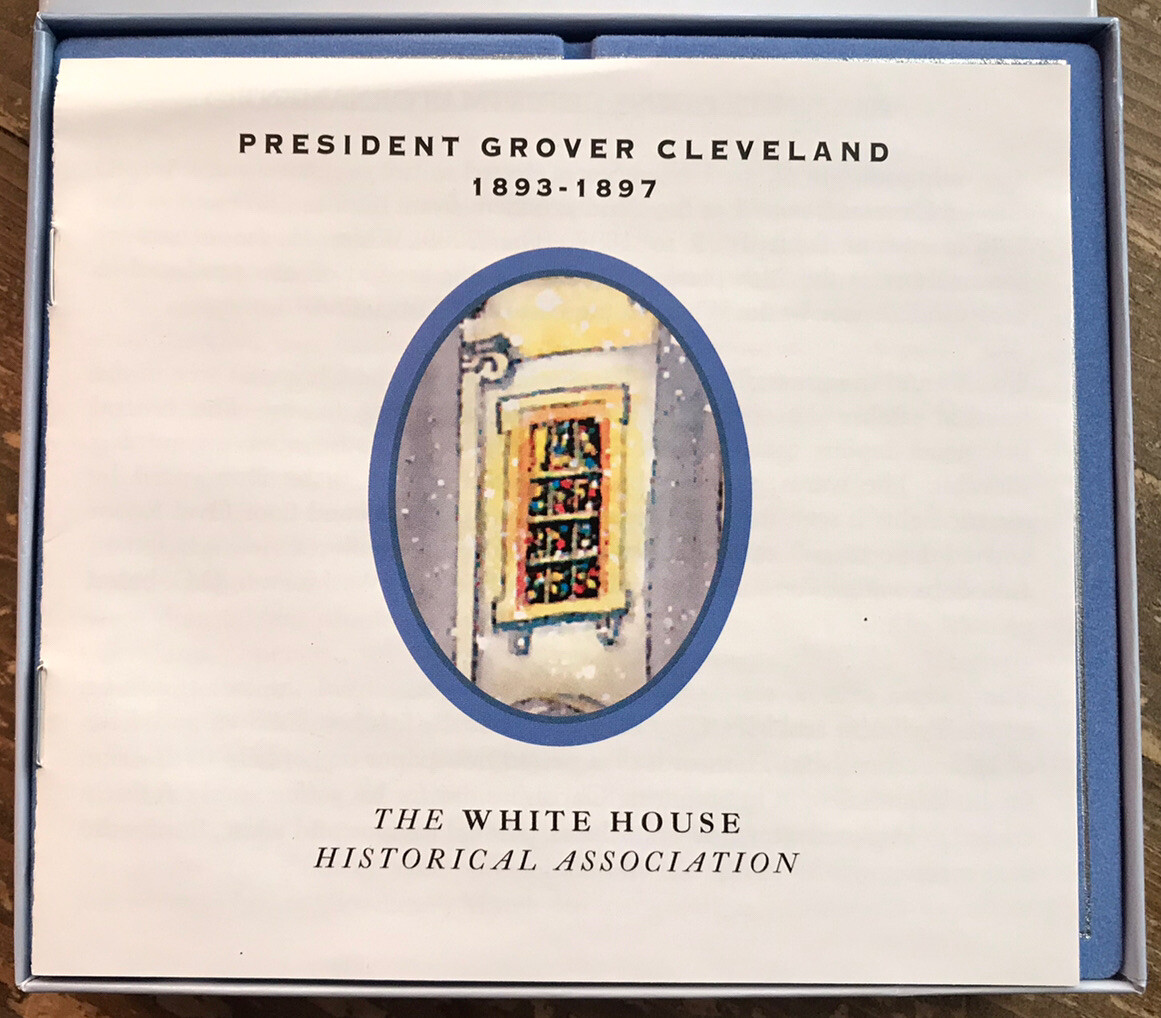 PRESIDENT GROVER CLEVELAND
1893-1897
THE WHITE HOUSE
HISTORICAL ASSOCIATION